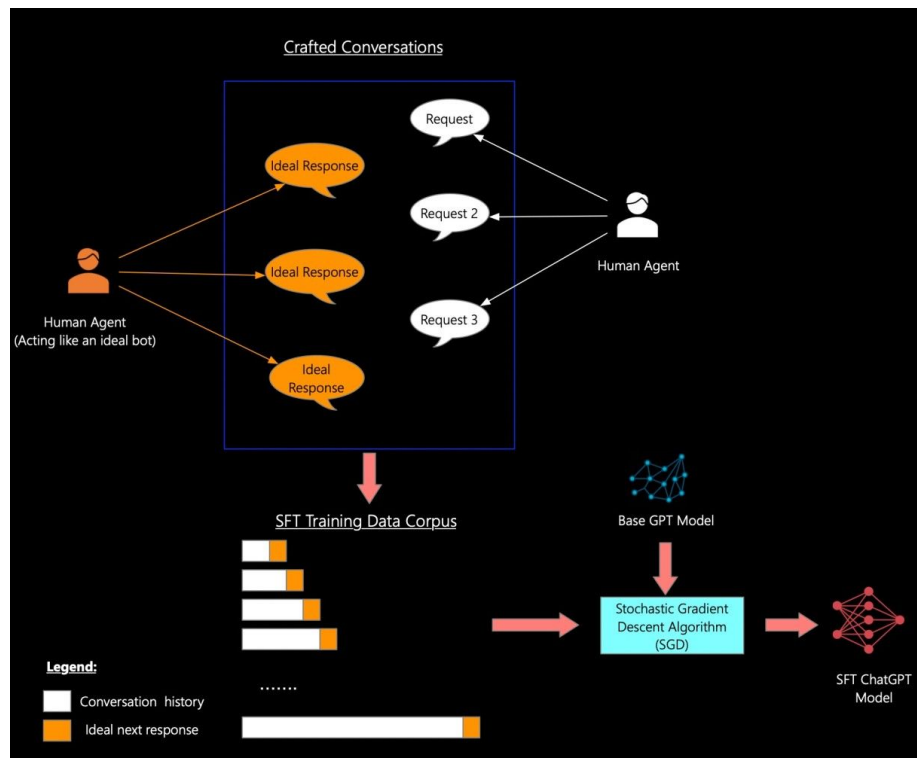 Crafted Conversations
Request
Ideal Response
Request 2
Human Agent
Ideal Response
Request 3
Human Agent
(Acting like an ideal bot)
Ideal
Response
SFT Training Data Corpus
Base GPT Model
Stochastic Gradient
Descent Algorithm
(SGD)
SFT ChatGPT
Model
Legend:
Conversation history
.......
Ideal next response